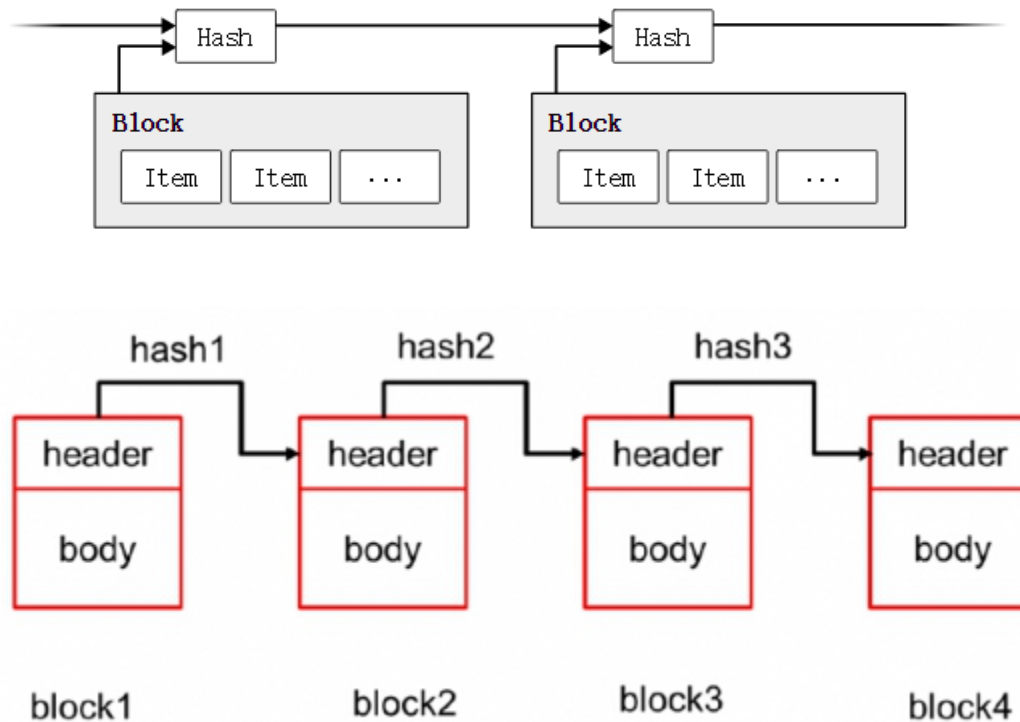 Hash Hash
Block Block
Item Item ... Item Item ...
hash1 hash2 hash3
header header header header
body body body body
block1 block2 block3 block4